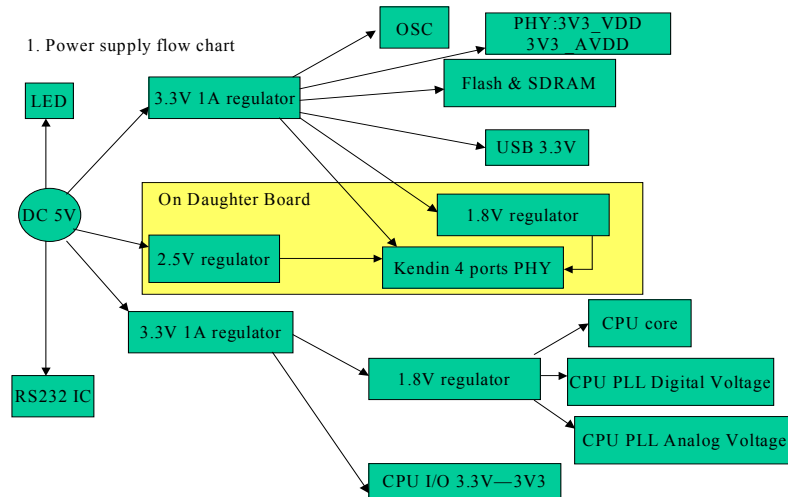 1. Power supply flow chart
OSC
PHY:3V3_VDD
3V3 _AVDD
LED
3.3V 1A regulator
Flash & SDRAM
USB 3.3V
DC 5V
On Daughter Board
1.8V regulator
2.5V regulator
Kendin 4 ports PHY
3.3V 1A regulator
CPU core
RS232 IC
1.8V regulator
CPU PLL Digital Voltage
CPU PLL Analog Voltage
CPU I/O 3.3V—3V3